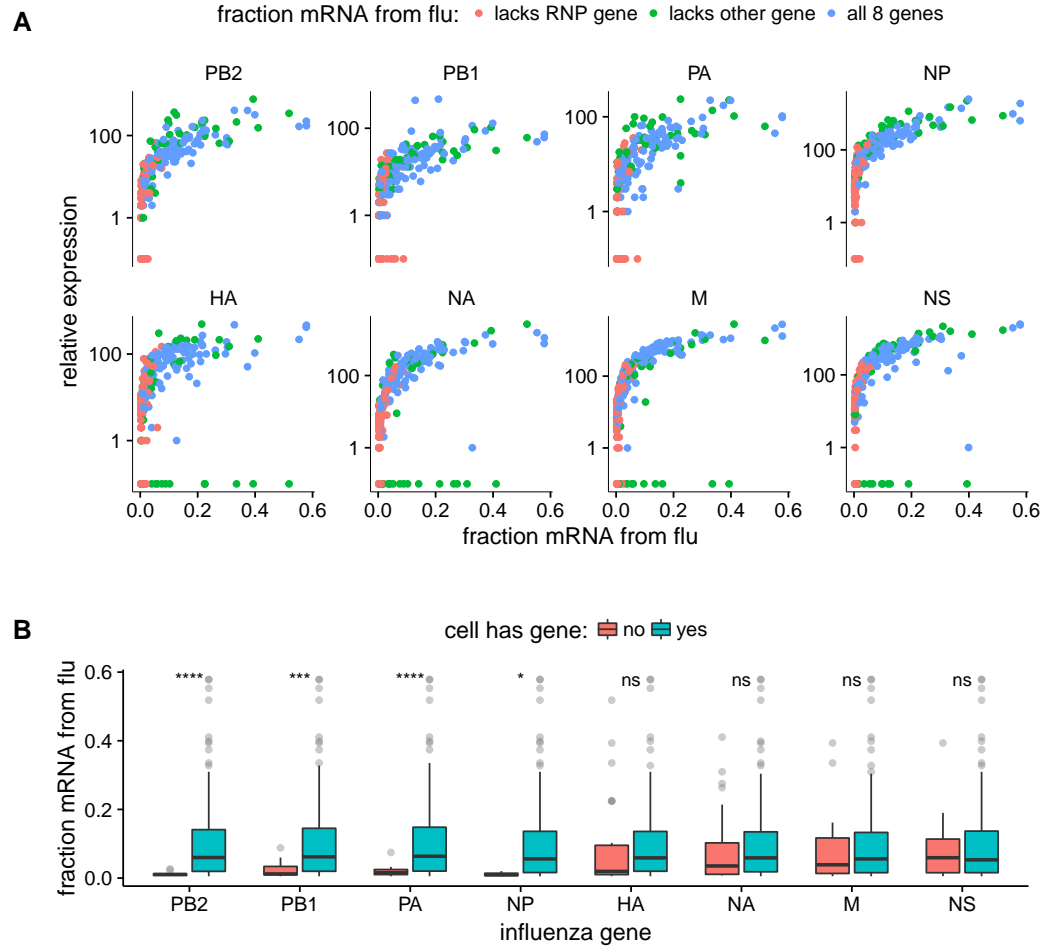 A
fraction mRNA from flu: lacks RNP gene lacks other gene all 8 genes
PB2 PB1 PA NP
100 100 100 100
1 1 1 1
relative expression
HA NA M NS
100 100 100 100
1 1 1 1
0.0 0.2 0.4 0.6 0.0 0.2 0.4 0.6 0.0 0.2 0.4 0.6 0.0 0.2 0.4 0.6
fraction mRNA from flu
B
cell has gene: no yes
fraction mRNA from flu
0.6
0.4
0.2
0.0
**** *** **** * ns ns ns ns
PB2 PB1 PA NP HA NA M NS
influenza gene